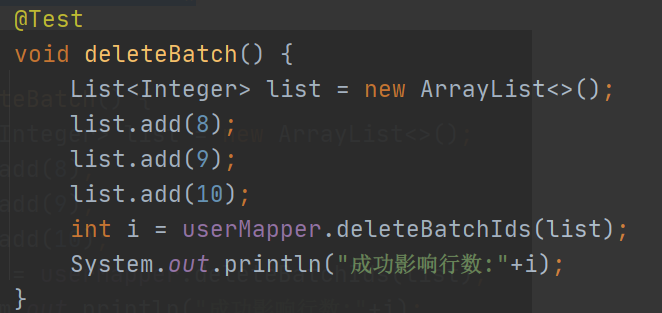 @Test
void deleteBatch() {
    List<Integer> list = new ArrayList<>();
    list.add(8);
    list.add(9);
    list.add(10);
    int i = userMapper.deleteBatchIds(list);
    System.out.println("成功影响行数:"+i);
}